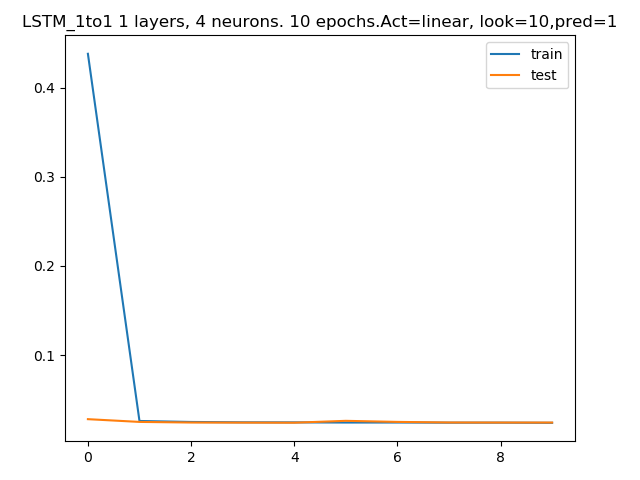 LSTM_1to1 1 layers, 4 neurons. 10 epochs.Act=linear, look=10,pred=1
train
test
0.4
0.3
0.2
0.1
0 2 4 6 8